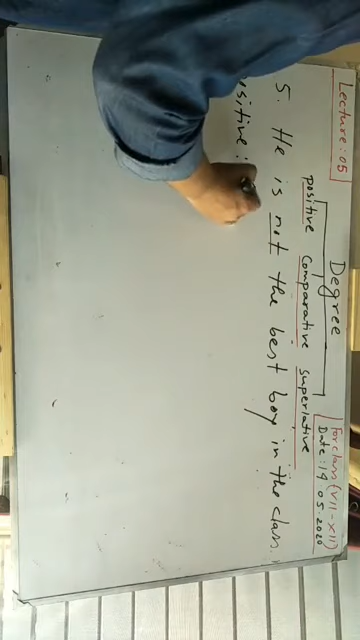 Lecture: 05
Degree
For class (VII - XII)
Date: 14 05.2020
positive comparative superlative
5. He is not the best boy in the class.
ositive: